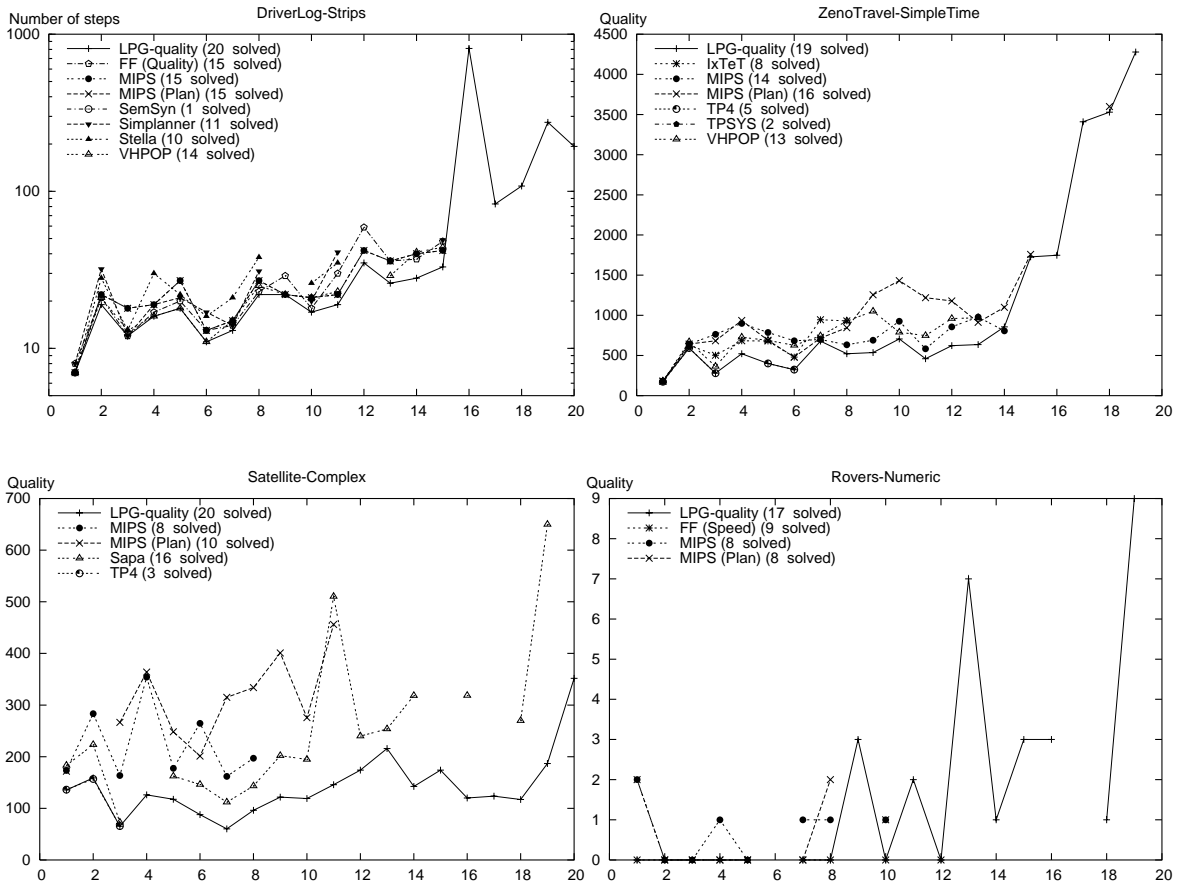 DriverLog-Strips
Number of steps
1000
100
10
LPG-quality (20 solved)
FF (Quality) (15 solved)
MIPS (15 solved)
MIPS (Plan) (15 solved)
SemSyn (1 solved)
Simplanner (11 solved)
Stella (10 solved)
VHPOP (14 solved)
0 2 4 6 8 10 12 14 16 18 20
ZenoTravel-SimpleTime
Quality
4500
4000
3500
3000
2500
2000
1500
1000
500
0
LPG-quality (19 solved)
IxTeT (8 solved)
MIPS (14 solved)
MIPS (Plan) (16 solved)
TP4 (5 solved)
TPSYS (2 solved)
VHPOP (13 solved)
0 2 4 6 8 10 12 14 16 18 20
Satellite-Complex
Quality
700
600
500
400
300
200
100
0
LPG-quality (20 solved)
MIPS (8 solved)
MIPS (Plan) (10 solved)
Sapa (16 solved)
TP4 (3 solved)
0 2 4 6 8 10 12 14 16 18 20
Rovers-Numeric
Quality
9
8
7
6
5
4
3
2
1
0
LPG-quality (17 solved)
FF (Speed) (9 solved)
MIPS (8 solved)
MIPS (Plan) (8 solved)
0 2 4 6 8 10 12 14 16 18 20